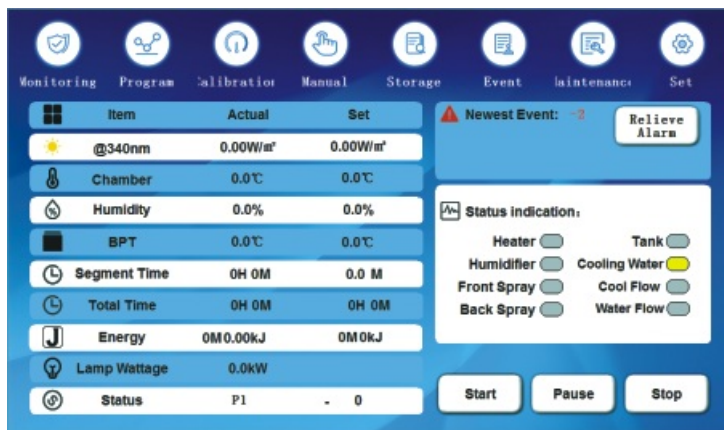 Monitoring Program Calibration Manual Storage Event Maintenance Set
Item Actual Set
@340nm 0.00W/m² 0.00W/m²
Chamber 0.0℃ 0.0℃
Humidity 0.0% 0.0%
BPT 0.0℃ 0.0℃
Segment Time 0H 0M 0.0 M
Total Time 0H 0M 0H 0M
Energy 0M0.00kJ 0M0kJ
Lamp Wattage 0.0kW
Status P1 - 0
Newest Event: -2
Relieve
Alarm
Status indication:
Heater Tank
Humidifier Cooling Water
Front Spray Cool Flow
Back Spray Water Flow
Start Pause Stop